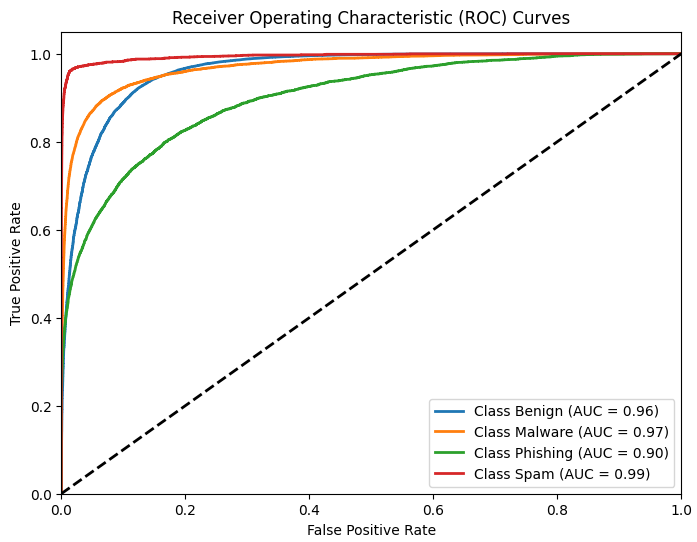 Receiver Operating Characteristic (ROC) Curves
True Positive Rate
1.0
0.8
0.6
0.4
0.2
0.0
Class Benign (AUC = 0.96)
Class Malware (AUC = 0.97)
Class Phishing (AUC = 0.90)
Class Spam (AUC = 0.99)
0.0 0.2 0.4 0.6 0.8 1.0
False Positive Rate